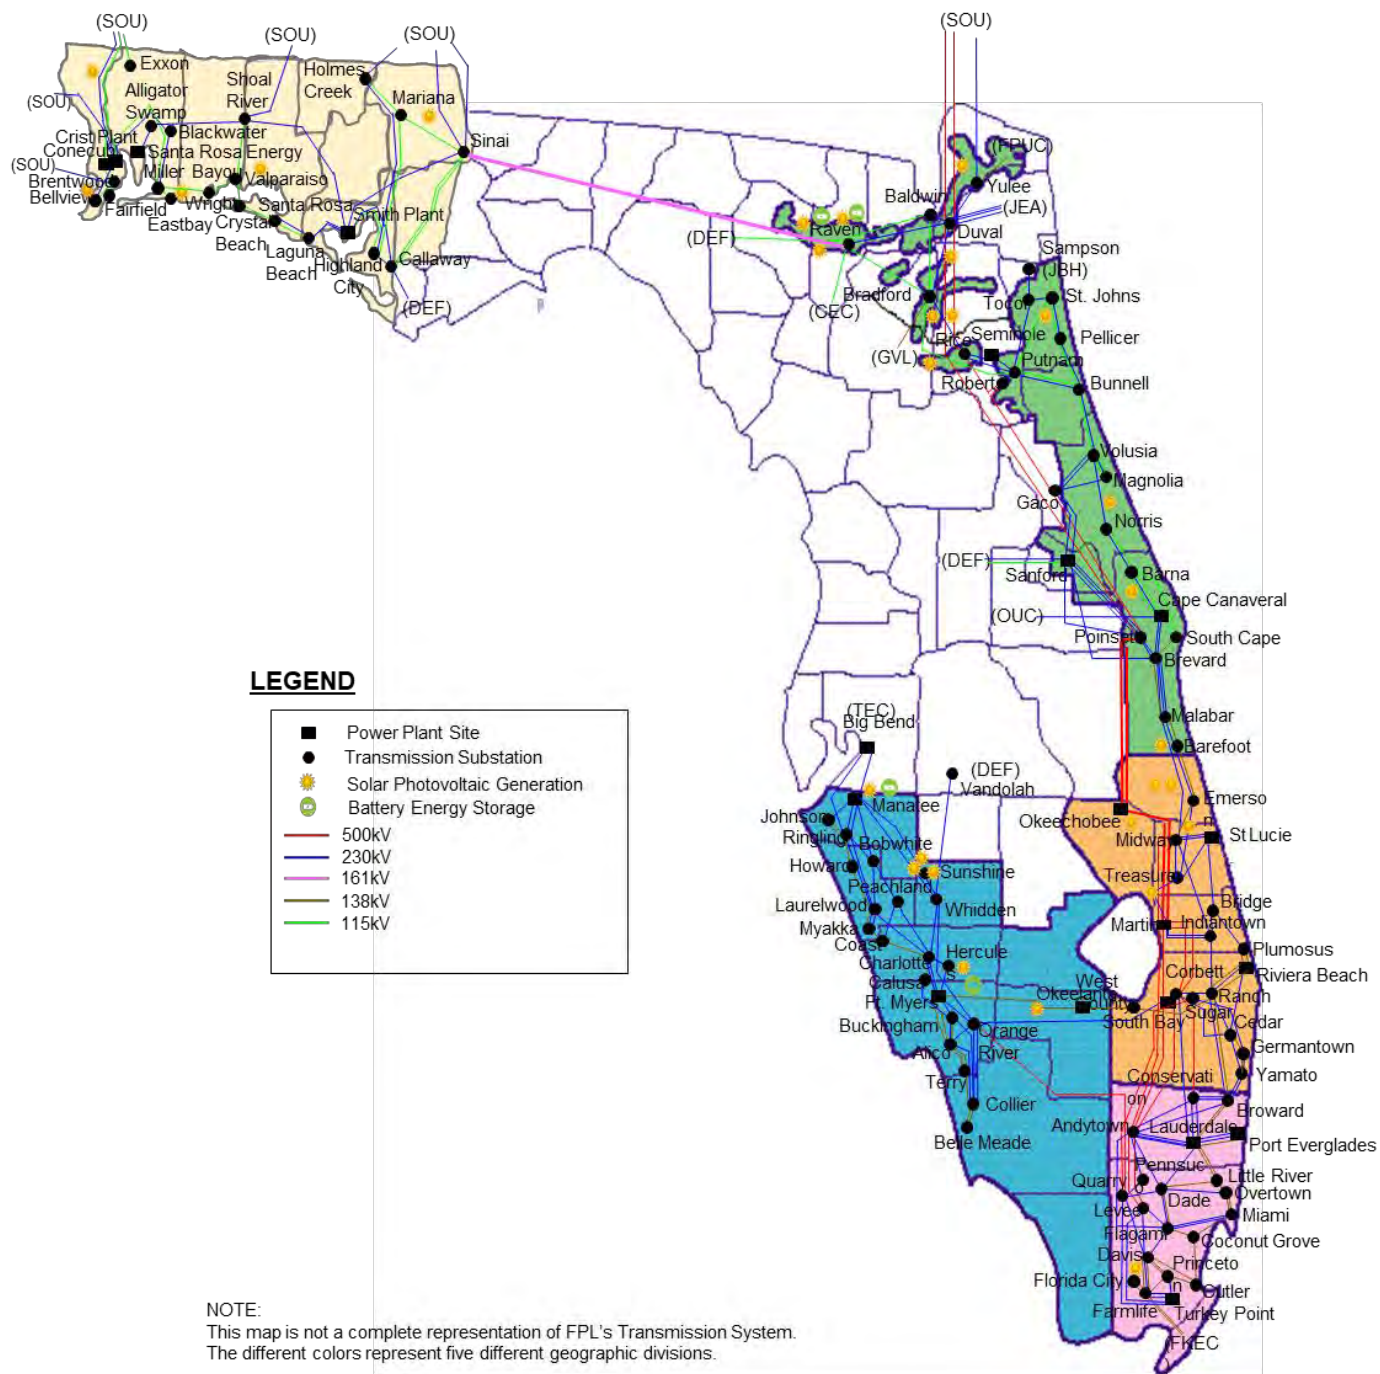 (SOU)
(SOU)
(SOU)
(SOU)
Exxon
Alligator
Swamp
Shoal
River
Holmes
Creek
Mariana
(SOU)
Crist Plant
Blackwater
Conecuh
Santa Rosa Energy
Sinai
(SOU)
Brentwood
Miller
Bayou
Valparaiso
Bellview
Fairfield
Wright
Santa Rosa
Smith Plant
Eastbay
Crystal
Beach
Laguna
Beach
Highland
City
Callaway
(DEF)
(FPUC)
Baldwin
Yulee
(JEA)
Raven
(DEF)
Duval
Sampson
(JBH)
Bradford
Tocoi
St. Johns
(CEC)
Seminole
Rice
Pellicer
(GVL)
Putnam
Roberts
Bunnell
Volusia
Magnolia
Gaco
Norris
(DEF)
Sanford
Barna
Cape Canaveral
(OUC)
Poinsett
South Cape
Brevard
LEGEND
Power Plant Site
Transmission Substation
Solar Photovoltaic Generation
Battery Energy Storage
500kV
230kV
161kV
138kV
115kV
Malabar
(TEC)
Big Bend
Barefoot
(DEF)
Vandolah
Manatee
Emerso
n
Okeechobee
Johnson
Ringling
Bobwhite
Midway
St Lucie
Howard
Sunshine
Treasure
Peachland
Laurelwood
Whidden
Bridge
Martin
Indiantown
Myakka
Coast
Plumosus
Charlotte
Hercule
s
Corbett
Riviera Beach
Calusa
West
County
Okeelanta
Ranch
Ft. Myers
Sugar
South Bay
Buckingham
Orange
River
Cedar
Alico
Germantown
Terry
Yamato
Conservati
on
Collier
Broward
Belle Meade
Andytown
Lauderdale
Port Everglades
Pennsuc
o
Quarry
Little River
Dade
Overtown
Levee
Miami
Flagami
Coconut Grove
Davis
Princeto
n
Florida City
Cutler
Farmlife
Turkey Point
(FKEC
NOTE:
This map is not a complete representation of FPL's Transmission System.
The different colors represent five different geographic divisions.